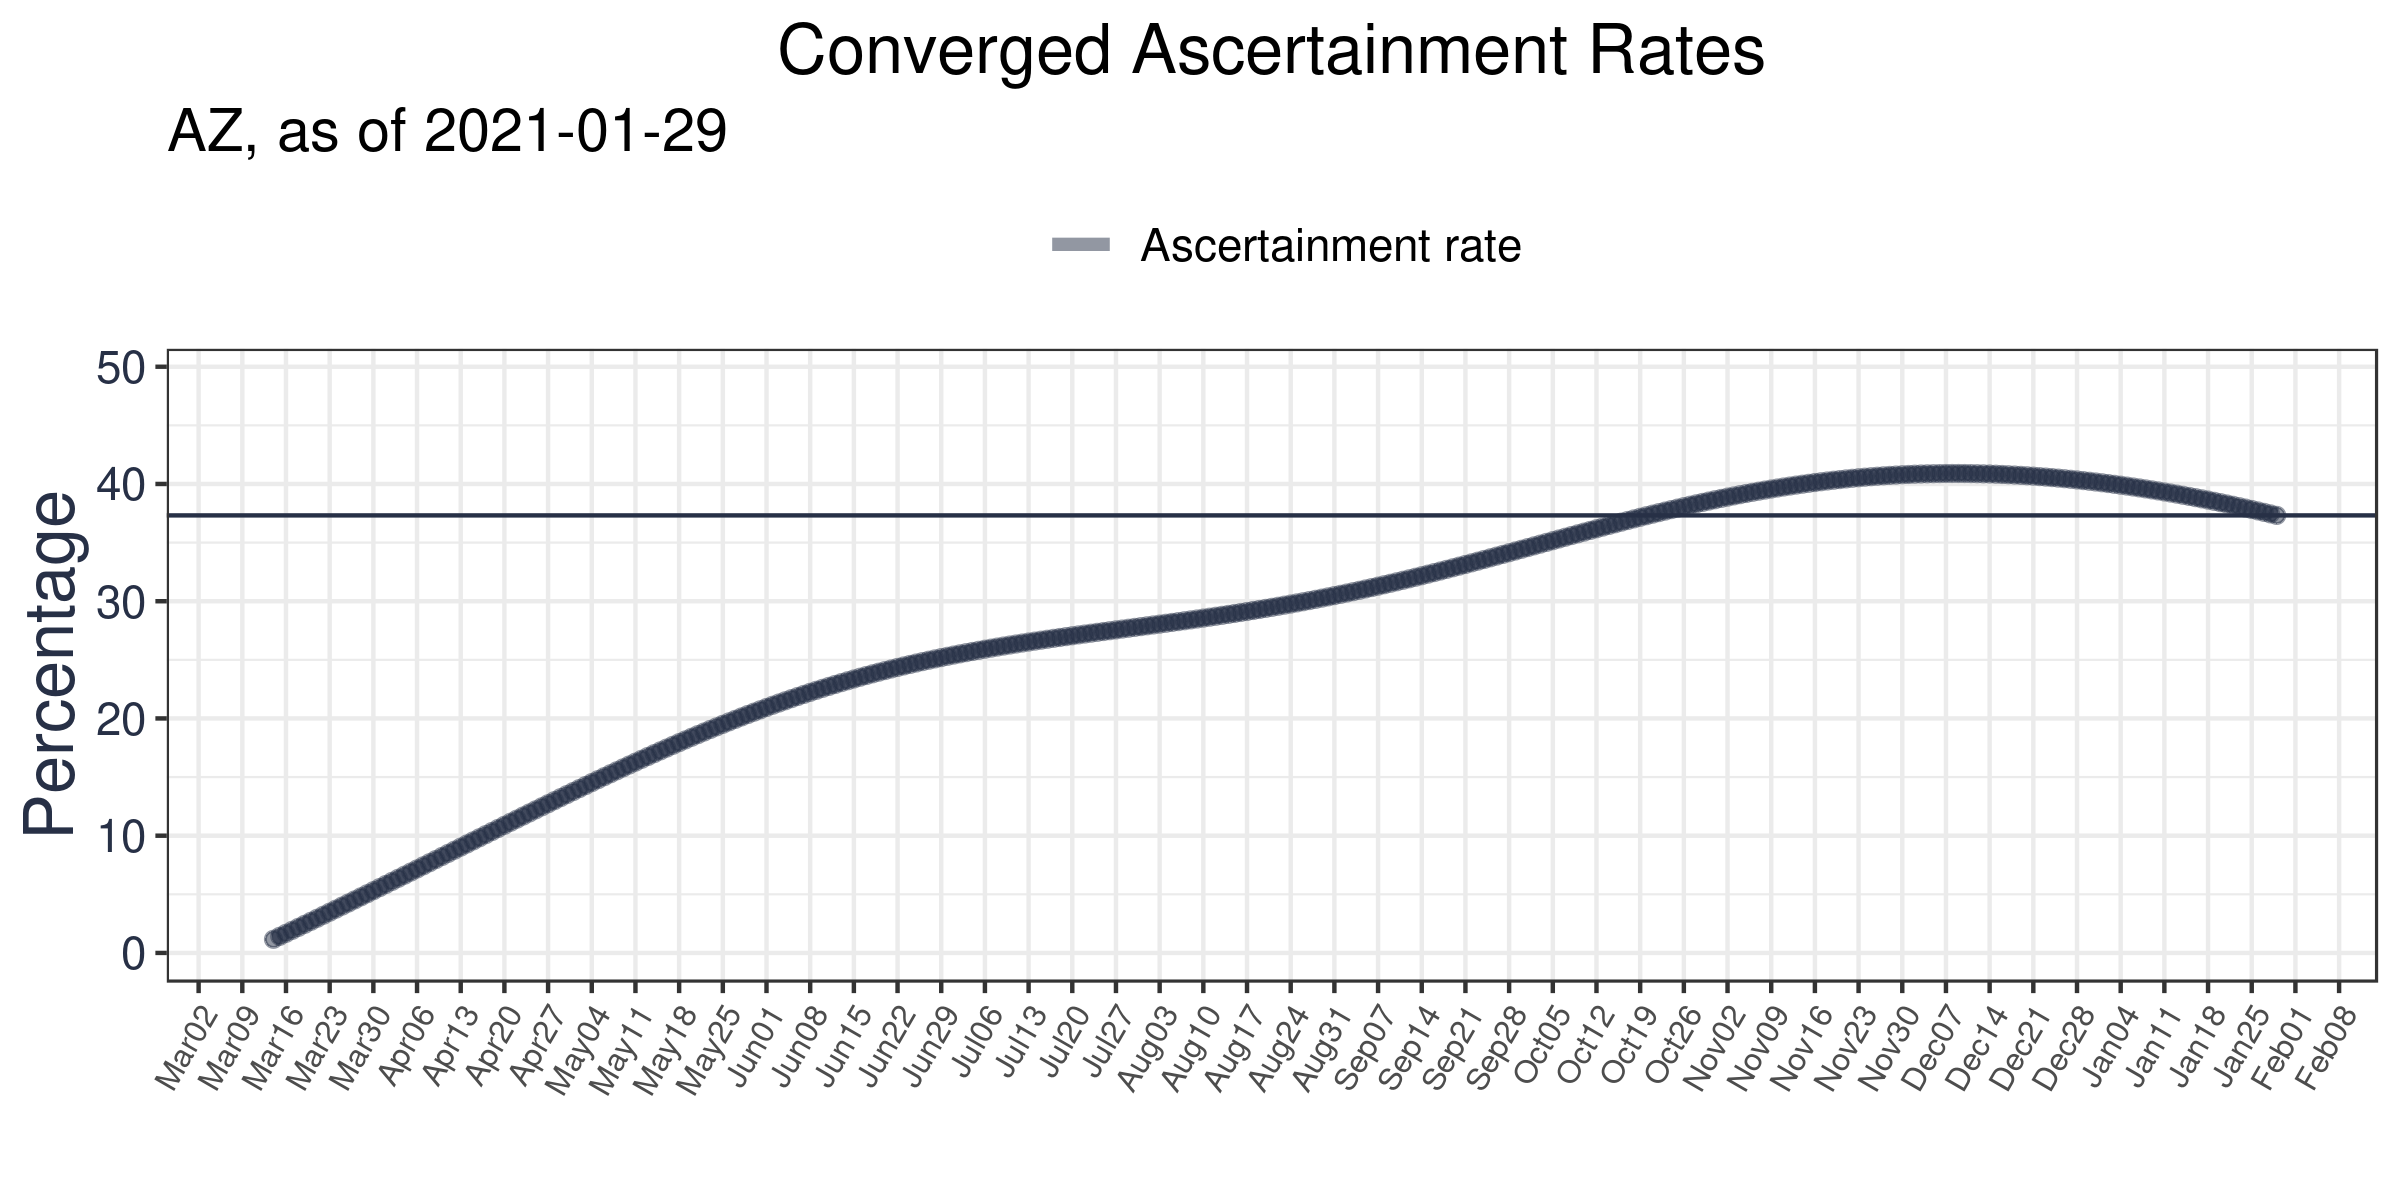 Converged Ascertainment Rates
AZ, as of 2021-01-29
Ascertainment rate
Percentage
50
40
30
20
10
0
Mar02
Mar09
Mar16
Mar23
Mar30
Apr06
Apr13
Apr20
Apr27
May04
May11
May18
May25
Jun01
Jun08
Jun15
Jun22
Jun29
Jul06
Jul13
Jul20
Jul27
Aug03
Aug10
Aug17
Aug24
Aug31
Sep07
Sep14
Sep21
Sep28
Oct05
Oct12
Oct19
Oct26
Nov02
Nov09
Nov16
Nov23
Nov30
Dec07
Dec14
Dec21
Dec28
Jan04
Jan11
Jan18
Jan25
Feb01
Feb08